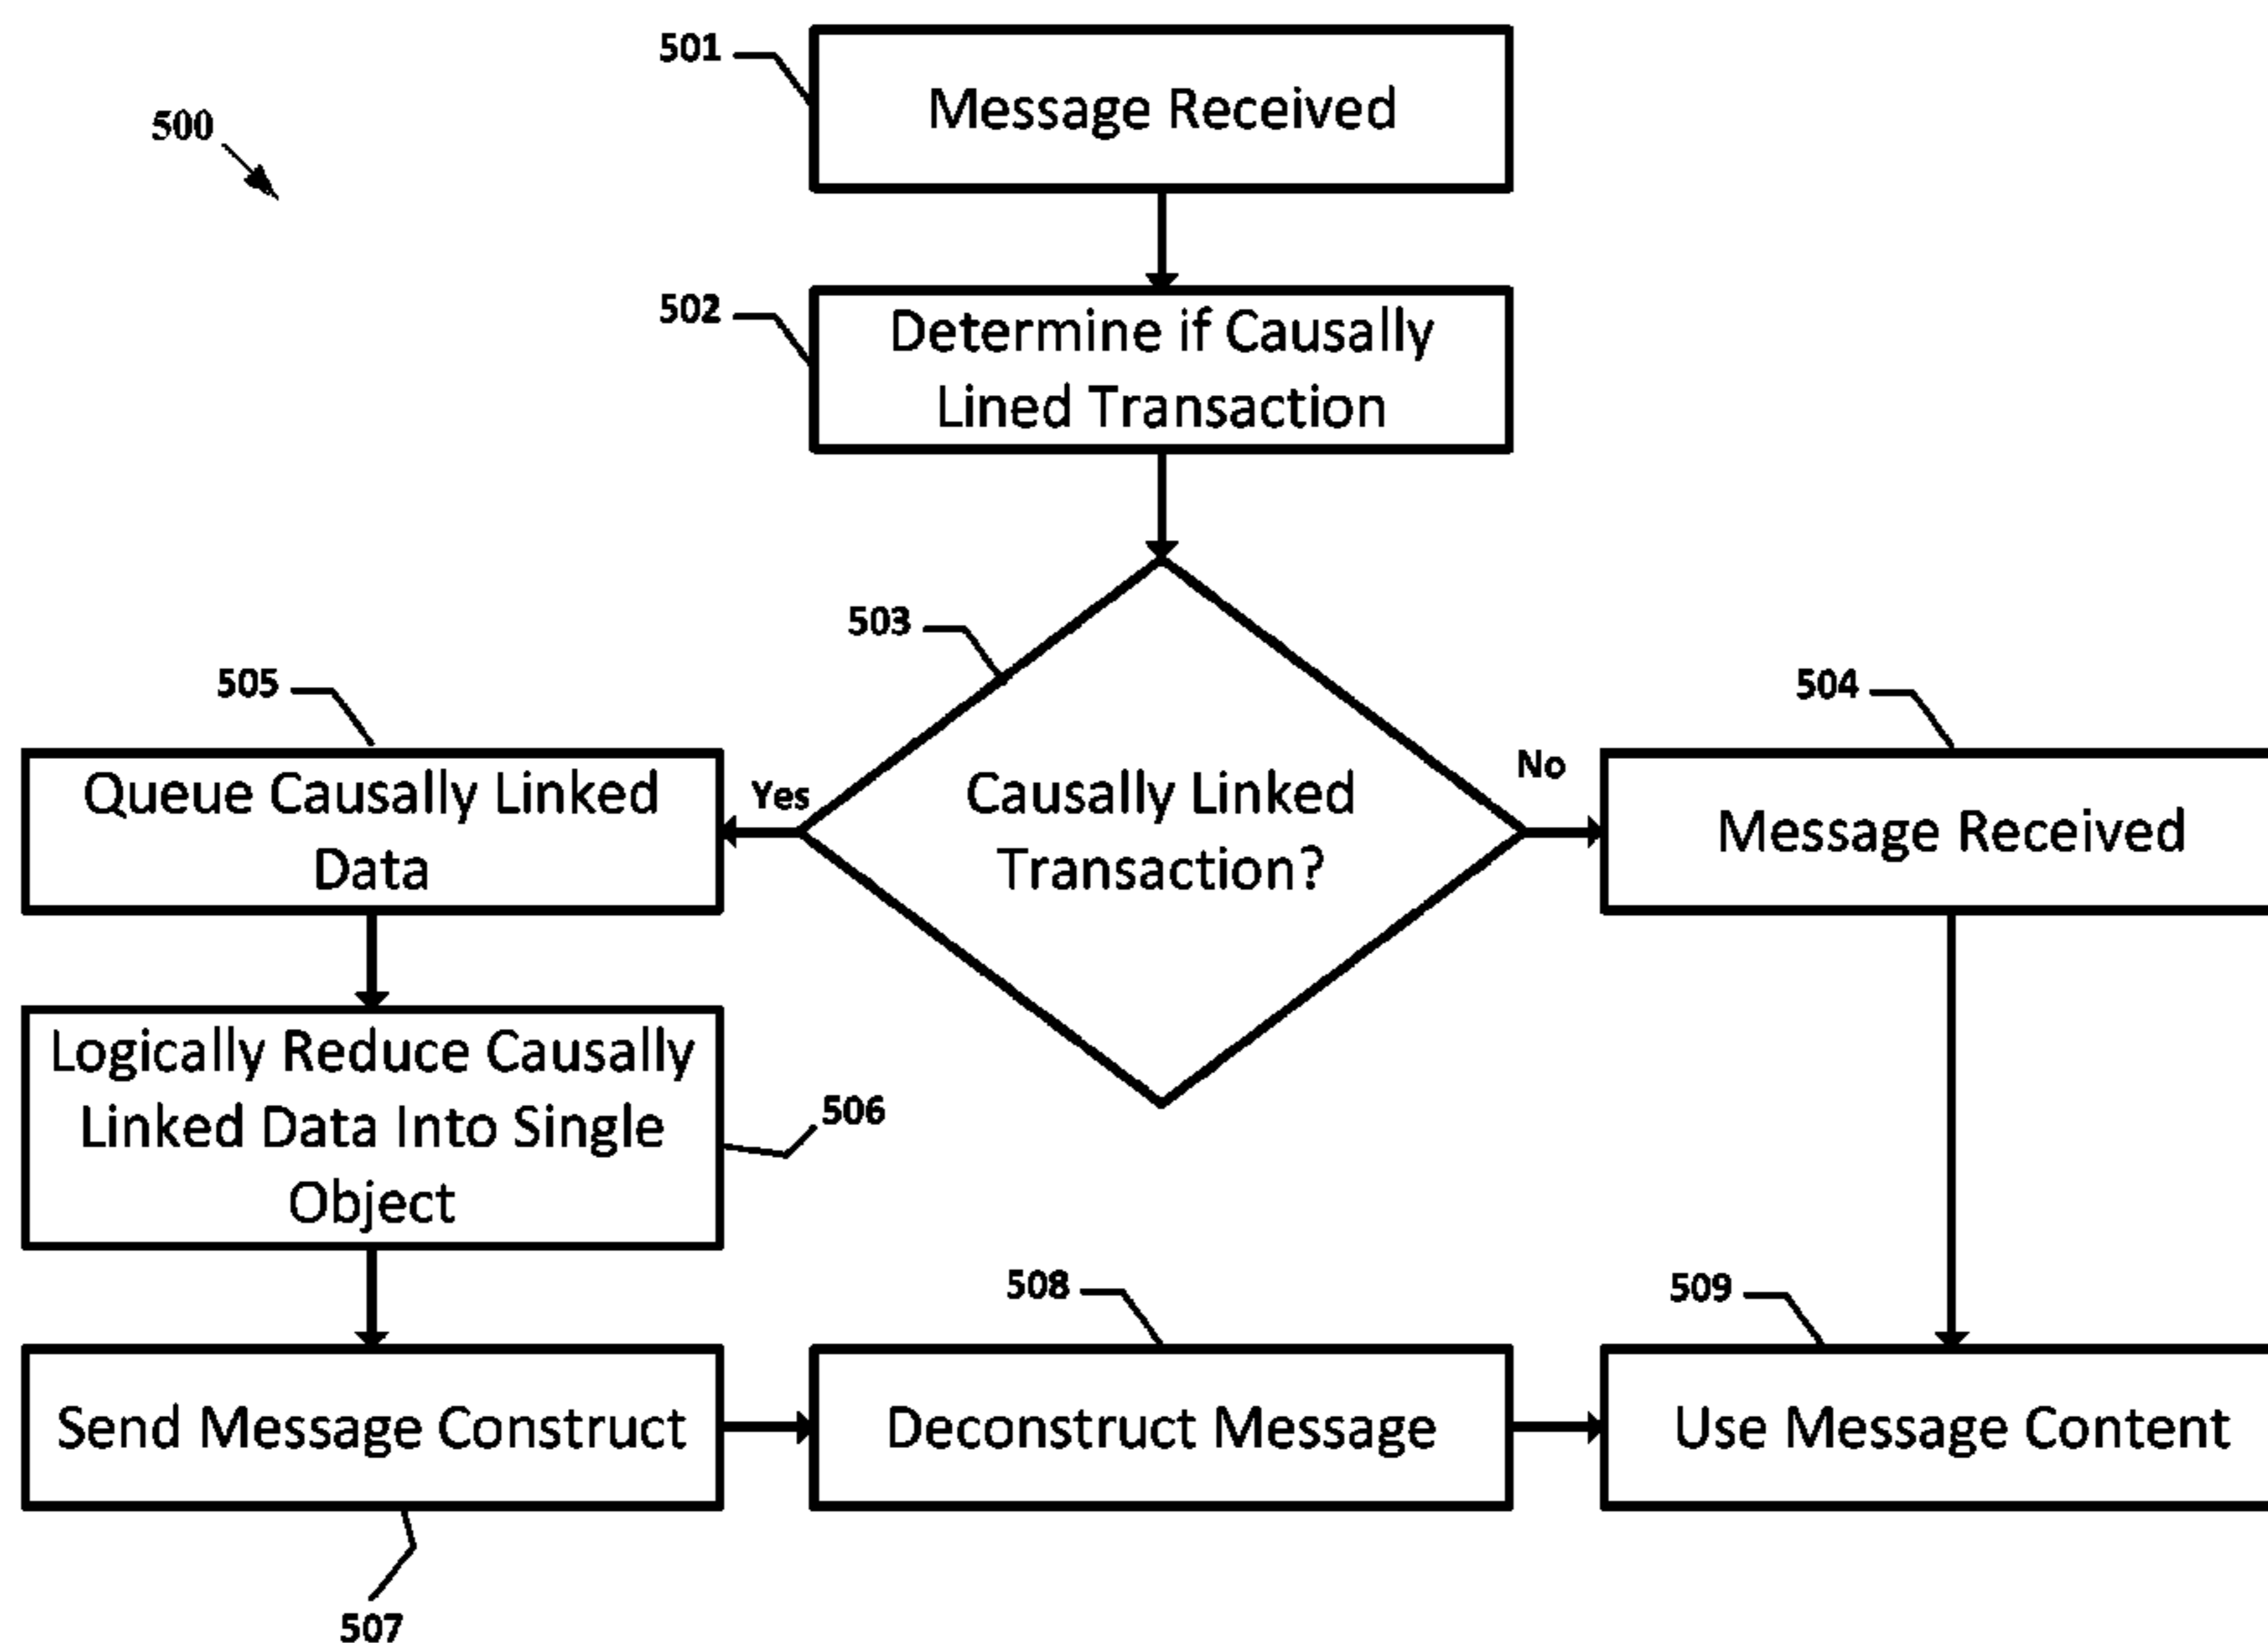 501
Message Received
500
502
Determine if Causally
Lined Transaction
503
505
504
Queue Causally Linked
Data
Yes
Causally Linked
Transaction?
No
Message Received
Logically Reduce Causally
Linked Data Into Single
Object
506
508
509
Send Message Construct
Deconstruct Message
Use Message Content
507